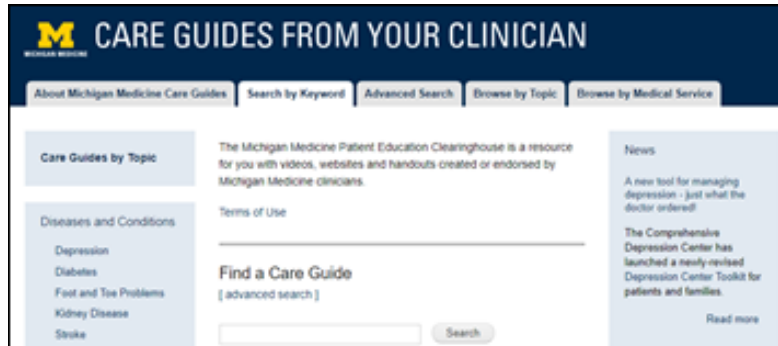 M
MICHIGAN MEDICINE
CARE GUIDES FROM YOUR CLINICIAN
About Michigan Medicine Care Guides
Search by Keyword
Advanced Search
Browse by Topic
Browse by Medical Service
Care Guides by Topic
Diseases and Conditions
Depression
Diabetes
Foot and Toe Problems
Kidney Disease
Stroke
The Michigan Medicine Patient Education Clearinghouse is a resource
for you with videos, websites and handouts created or endorsed by
Michigan Medicine clinicians.
Terms of Use
Find a Care Guide
[ advanced search ]
Search
News
A new tool for managing
depression - just what the
doctor ordered!
The Comprehensive
Depression Center has
launched a newly-revised
Depression Center Toolkit for
patients and families.
Read more